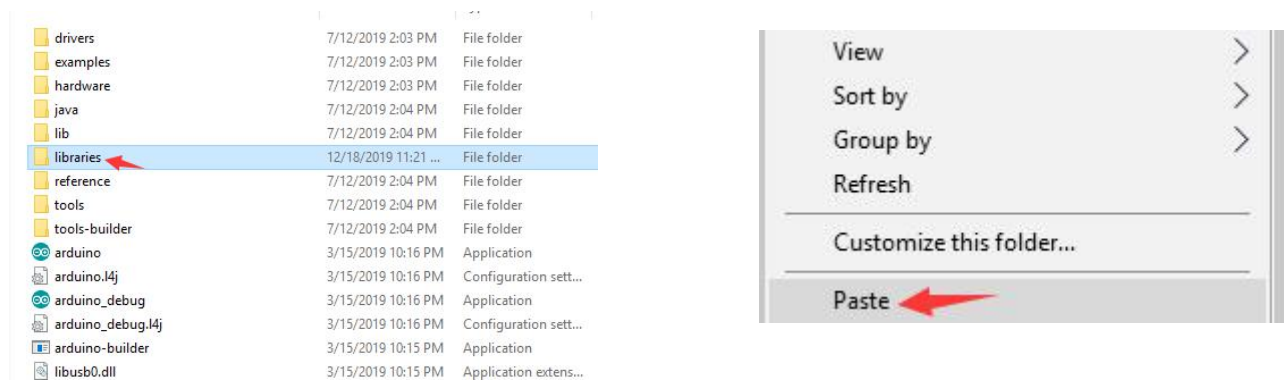 drivers 7/12/2019 2:03 PM File folder
examples 7/12/2019 2:03 PM File folder
hardware 7/12/2019 2:03 PM File folder
java 7/12/2019 2:04 PM File folder
lib 7/12/2019 2:04 PM File folder
libraries 12/18/2019 11:21 ... File folder
reference 7/12/2019 2:04 PM File folder
tools 7/12/2019 2:04 PM File folder
tools-builder 7/12/2019 2:04 PM File folder
arduino 3/15/2019 10:16 PM Application
arduino.l4j 3/15/2019 10:16 PM Configuration sett...
arduino_debug 3/15/2019 10:16 PM Application
arduino_debug.l4j 3/15/2019 10:16 PM Configuration sett...
arduino-builder 3/15/2019 10:15 PM Application
libusb0.dll 3/15/2019 10:15 PM Application extens...
View
Sort by
Group by
Refresh
Customize this folder...
Paste